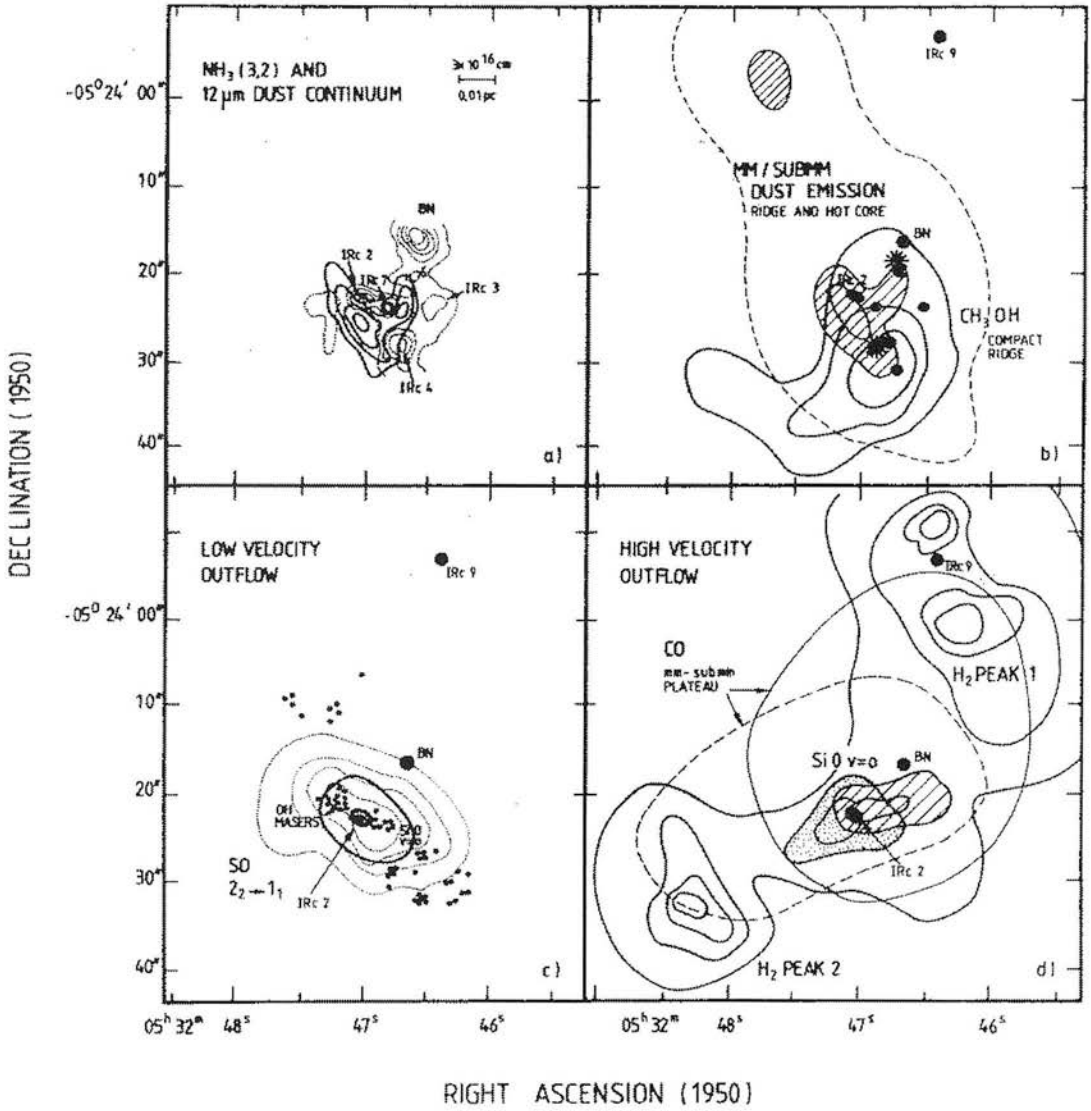 NH₃(3,2) AND
12 µm DUST CONTINUUM
3×10¹⁶ cm
0.01 pc
-05° 24' 00"
10"
20"
30"
40"
BN
IRc 2
IRc 7
IRc 3
IRc 4
a)
IRc 9
MM / SUBMM
DUST EMISSION
RIDGE AND HOT CORE
BN
IRc 2
CH₃OH
COMPACT
RIDGE
b)
DECLINATION (1950)
LOW VELOCITY
OUTFLOW
IRc 9
-05° 24' 00"
10"
20"
30"
40"
BN
OH
MASERS
SiO
v=0
SO
2₂→1₁
IRc 2
c)
HIGH VELOCITY
OUTFLOW
IRc 9
CO
mm-submm
PLATEAU
H₂ PEAK 1
SiO v=0
BN
IRc 2
H₂ PEAK 2
d)
05ʰ 32ᵐ 48ˢ 47ˢ 46ˢ
05ʰ 32ᵐ 48ˢ 47ˢ 46ˢ
RIGHT ASCENSION (1950)